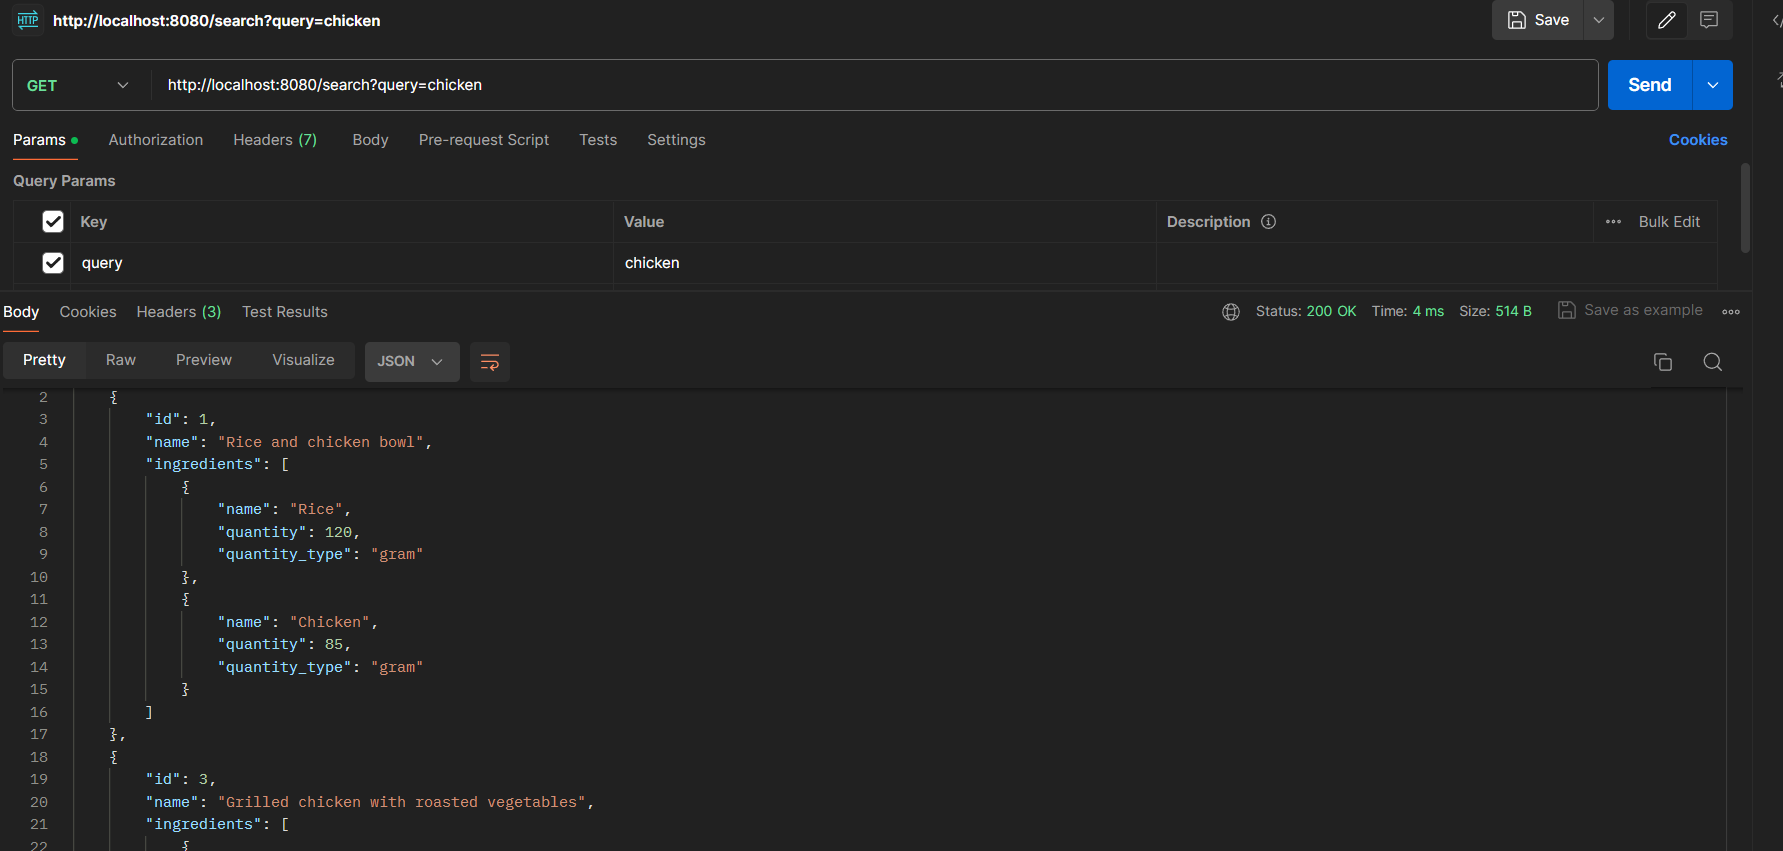 HTTP http://localhost:8080/search?query=chicken Save
GET http://localhost:8080/search?query=chicken Send
Params Authorization Headers (7) Body Pre-request Script Tests Settings Cookies
Query Params
Key Value Description Bulk Edit
query chicken
Body Cookies Headers (3) Test Results Status: 200 OK Time: 4 ms Size: 514 B Save as example
Pretty Raw Preview Visualize JSON
2 {
3 "id": 1,
4 "name": "Rice and chicken bowl",
5 "ingredients": [
6 {
7 "name": "Rice",
8 "quantity": 120,
9 "quantity_type": "gram"
10 },
11 {
12 "name": "Chicken",
13 "quantity": 85,
14 "quantity_type": "gram"
15 }
16 ]
17 },
18 {
19 "id": 3,
20 "name": "Grilled chicken with roasted vegetables",
21 "ingredients": [
22 {